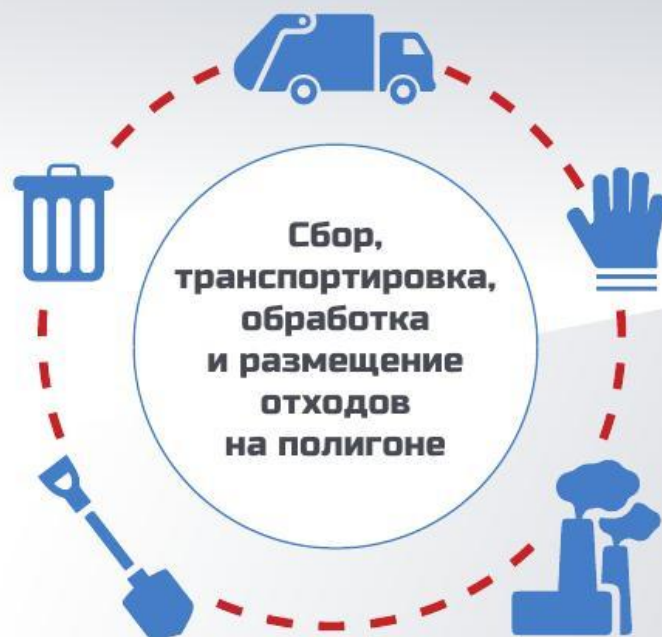 Сбор,
транспортировка,
обработка
и размещение
отходов
на полигоне